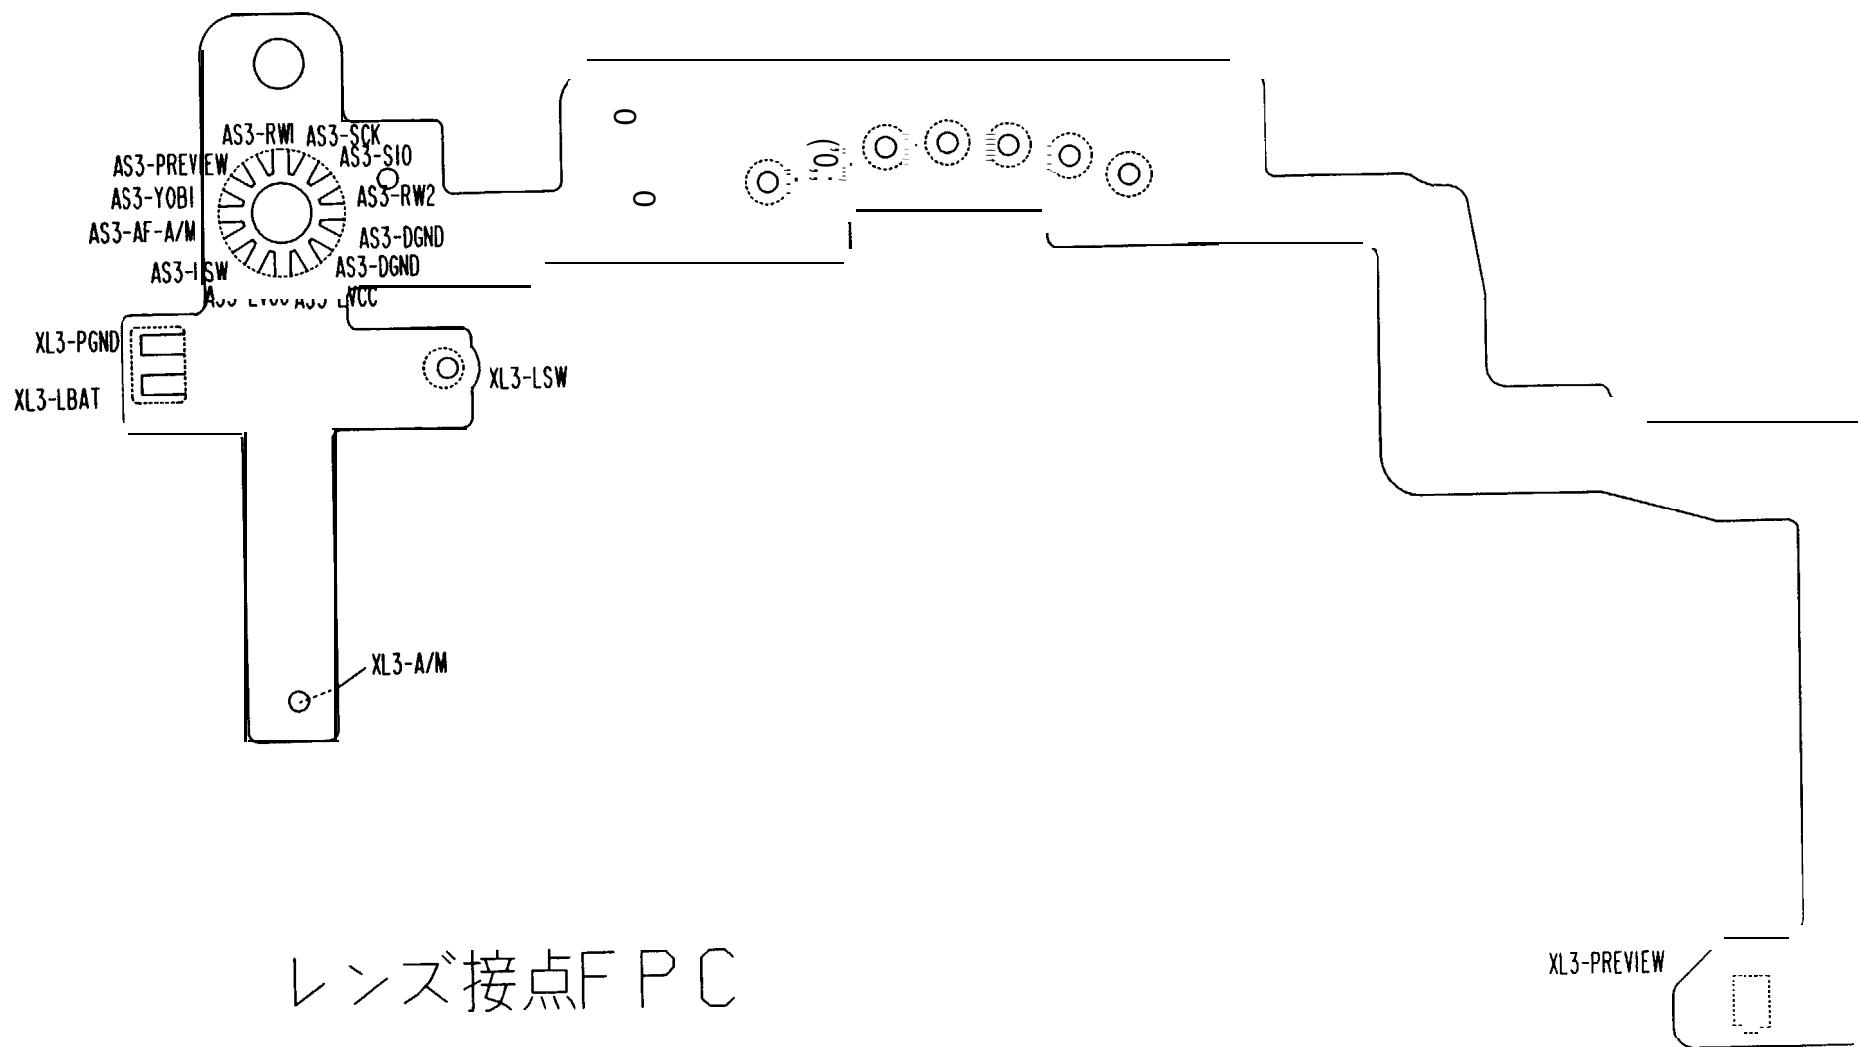 AS3-RW1 AS3-SCK
AS3-PREVIEW
AS3-SIO
AS3-YOBI
AS3-RW2
AS3-AF-A/M
AS3-DGND
AS3-LSW
AS3-DGND
XL3-PGND
XL3-LBAT
XL3-LSW
XL3-A/M
XL3-PREVIEW
レンズ接点FPC